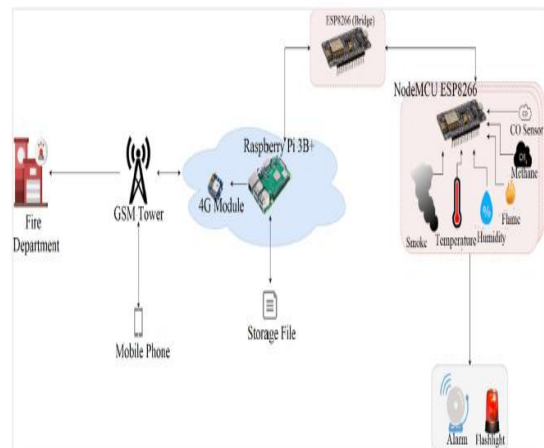 ESP8266 (Bridge)
NodeMCU ESP8266
CO
CO Sensor
Methane
Flame
Humidity
Temperature
Smoke
%
Raspberry Pi 3B+
4G Module
GSM Tower
Fire
Department
Mobile Phone
Storage File
Alarm
Flashlight